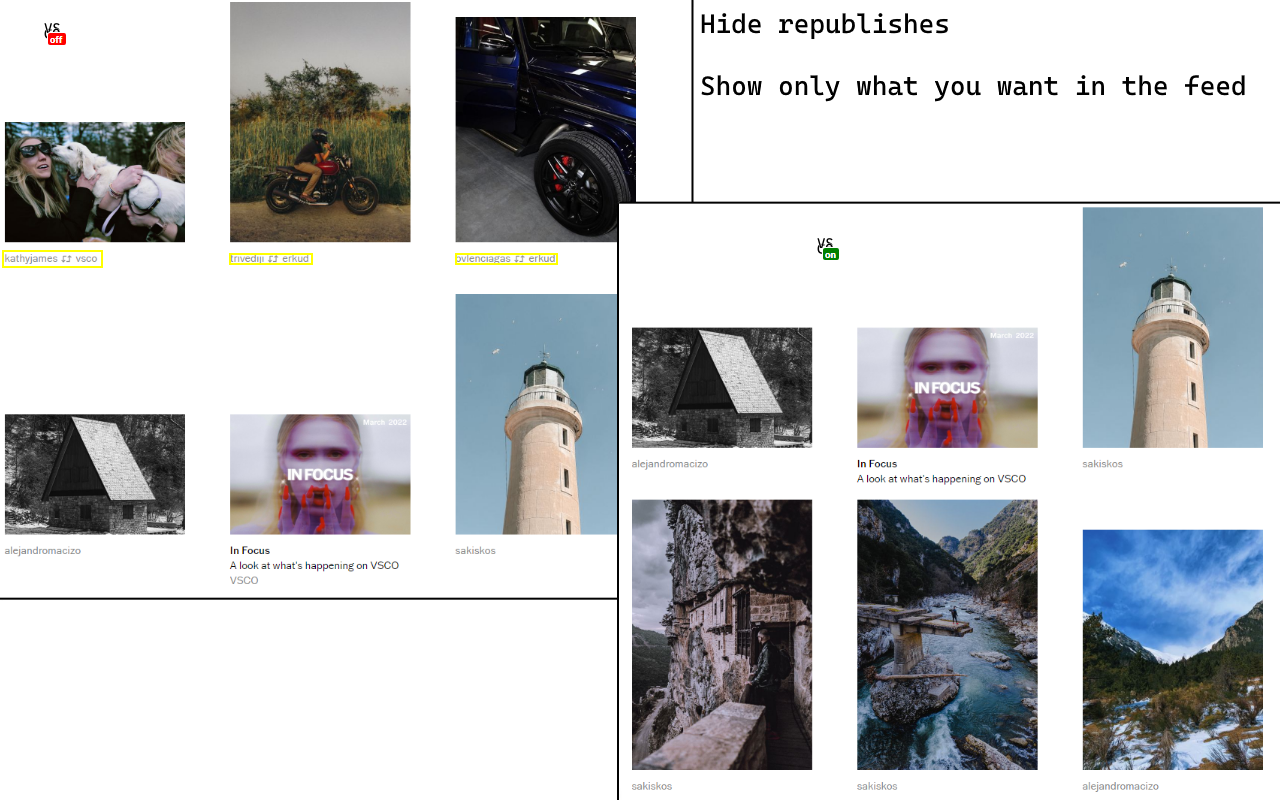 VS
off
Hide republishes
Show only what you want in the feed
kathyjames vsco
trivediji erkud
ovlenciagas erkud
March 2022
IN FOCUS
alejandromacizo
In Focus
A look at what's happening on VSCO
VSCO
sakiskos
VS
on
March 2022
IN FOCUS
alejandromacizo
In Focus
A look at what's happening on VSCO
sakiskos
sakiskos
sakiskos
alejandromacizo